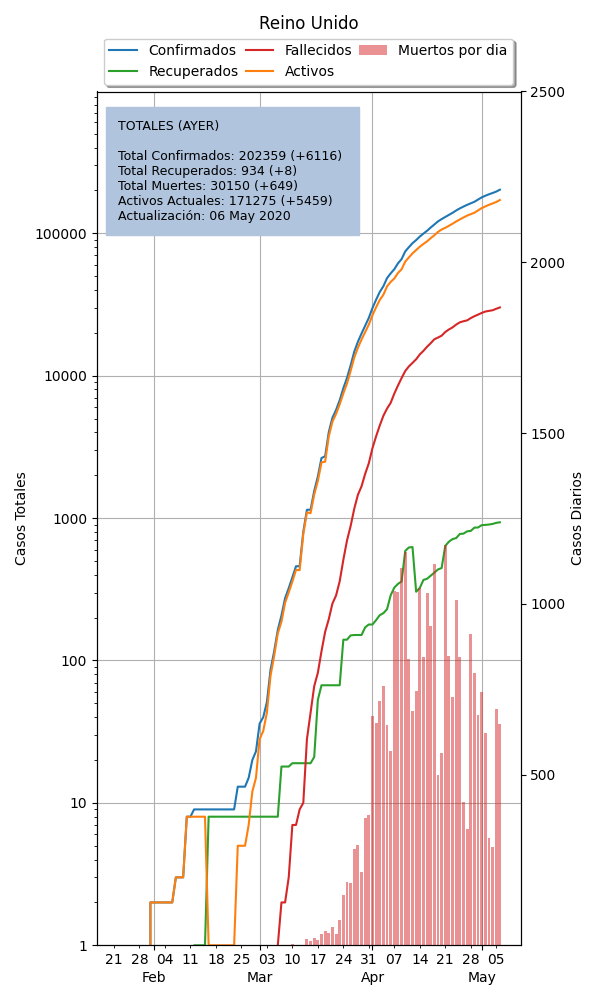 Reino Unido
Confirmados Fallecidos Muertos por dia
Recuperados Activos
TOTALES (AYER)
Total Confirmados: 202359 (+6116)
Total Recuperados: 934 (+8)
Total Muertes: 30150 (+649)
Activos Actuales: 171275 (+5459)
Actualización: 06 May 2020
Casos Totales
100000
10000
1000
100
10
1
Casos Diarios
2500
2000
1500
1000
500
21 28 04 11 18 25 03 10 17 24 31 07 14 21 28 05
Feb Mar Apr May